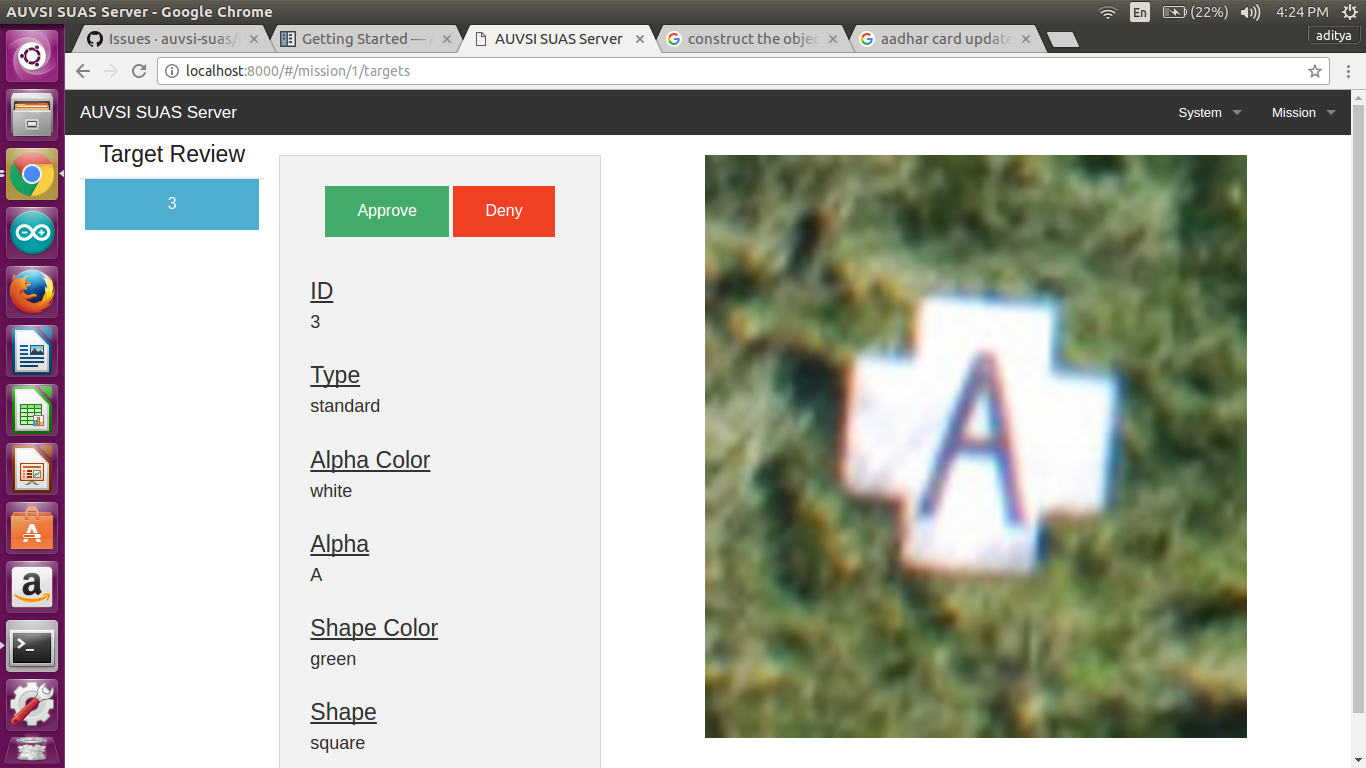 AUVSI SUAS Server - Google Chrome
En
(22%)
4:24 PM
aditya
Issues · auvsi-suas/
Getting Started —
AUVSI SUAS Server
construct the objec
aadhar card update
localhost:8000/#/mission/1/targets
AUVSI SUAS Server
System
Mission
Target Review
3
Approve
Deny
ID
3
Type
standard
Alpha Color
white
Alpha
A
Shape Color
green
Shape
square
A